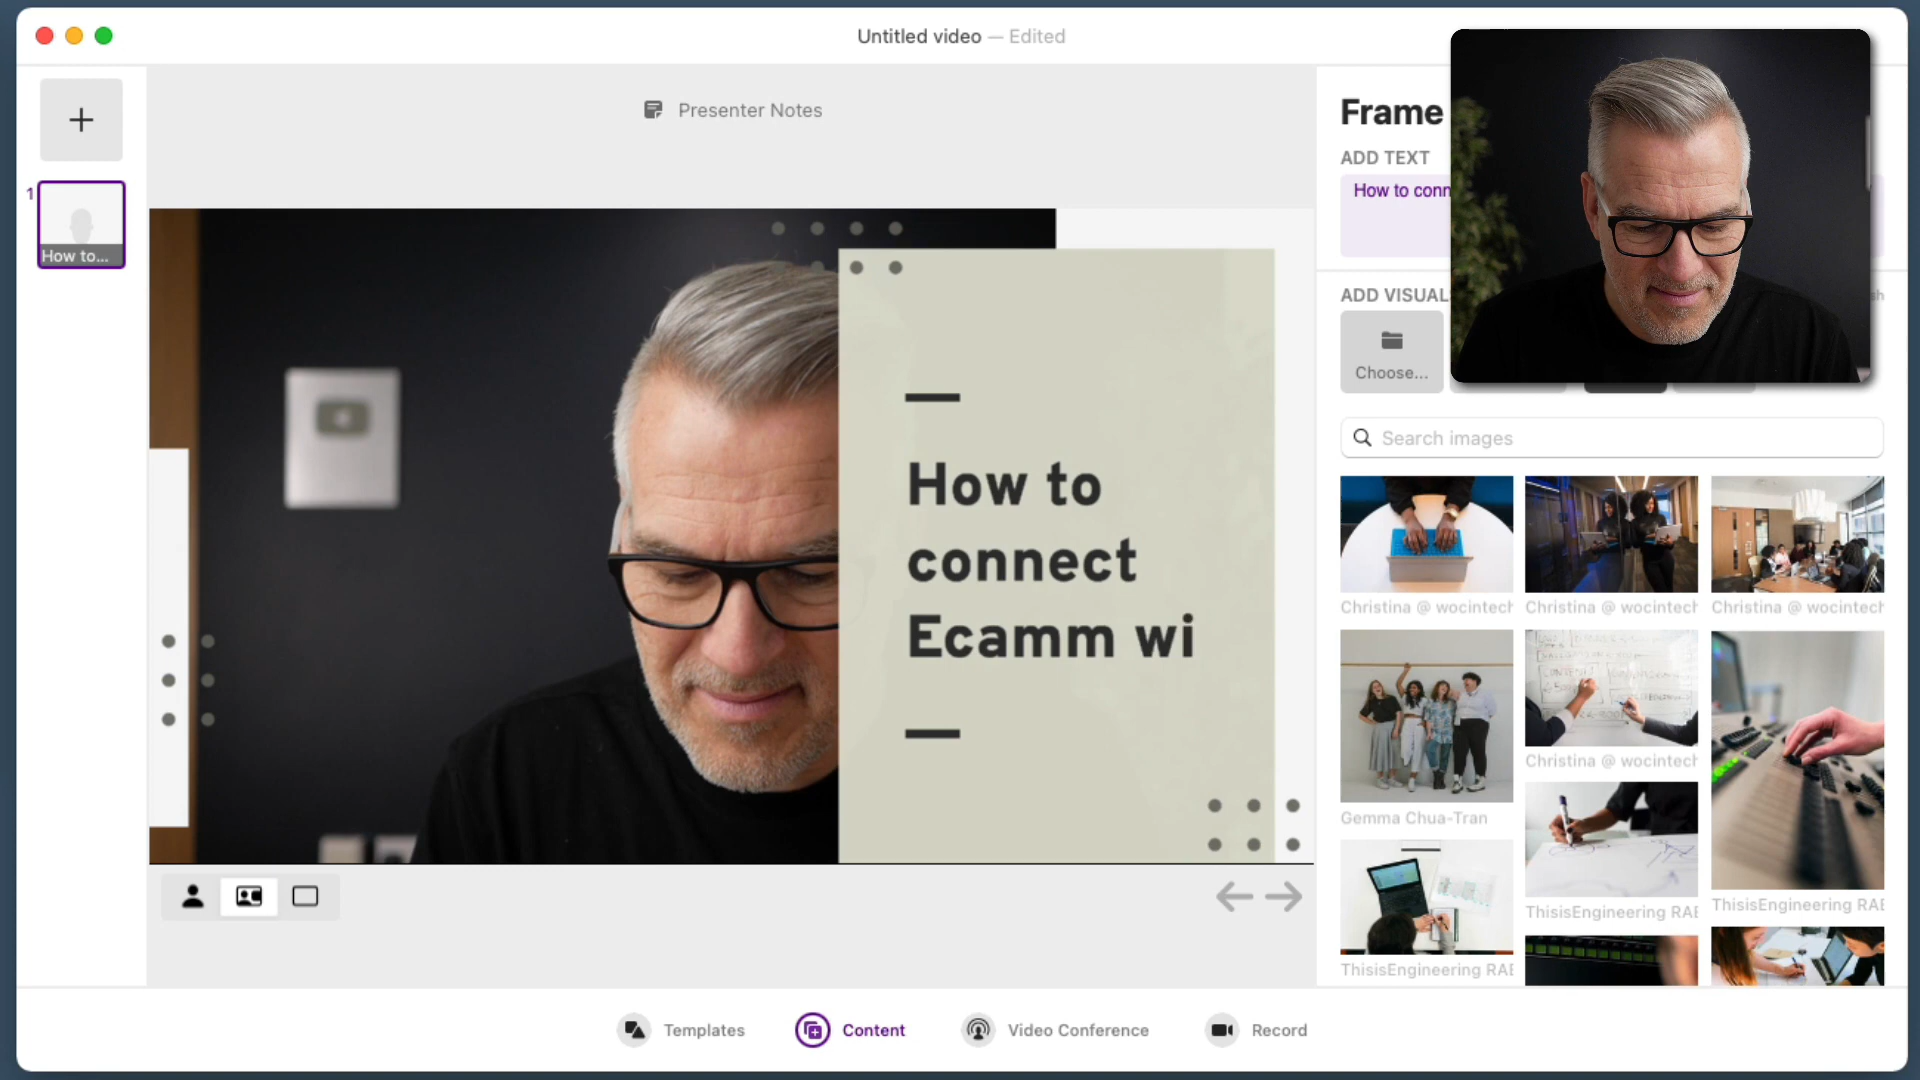 Untitled video — Edited
Presenter Notes
1
How to...
How to
connect
Ecamm wi
Frame
ADD TEXT
How to conn
ADD VISUAL
Choose...
Search images
Christina @ wocintech
Christina @ wocintech
Christina @ wocintech
Gemma Chua-Tran
Christina @ wocintech
ThisisEngineering RAE
ThisisEngineering RAE
ThisisEngineering RAE
Templates
Content
Video Conference
Record